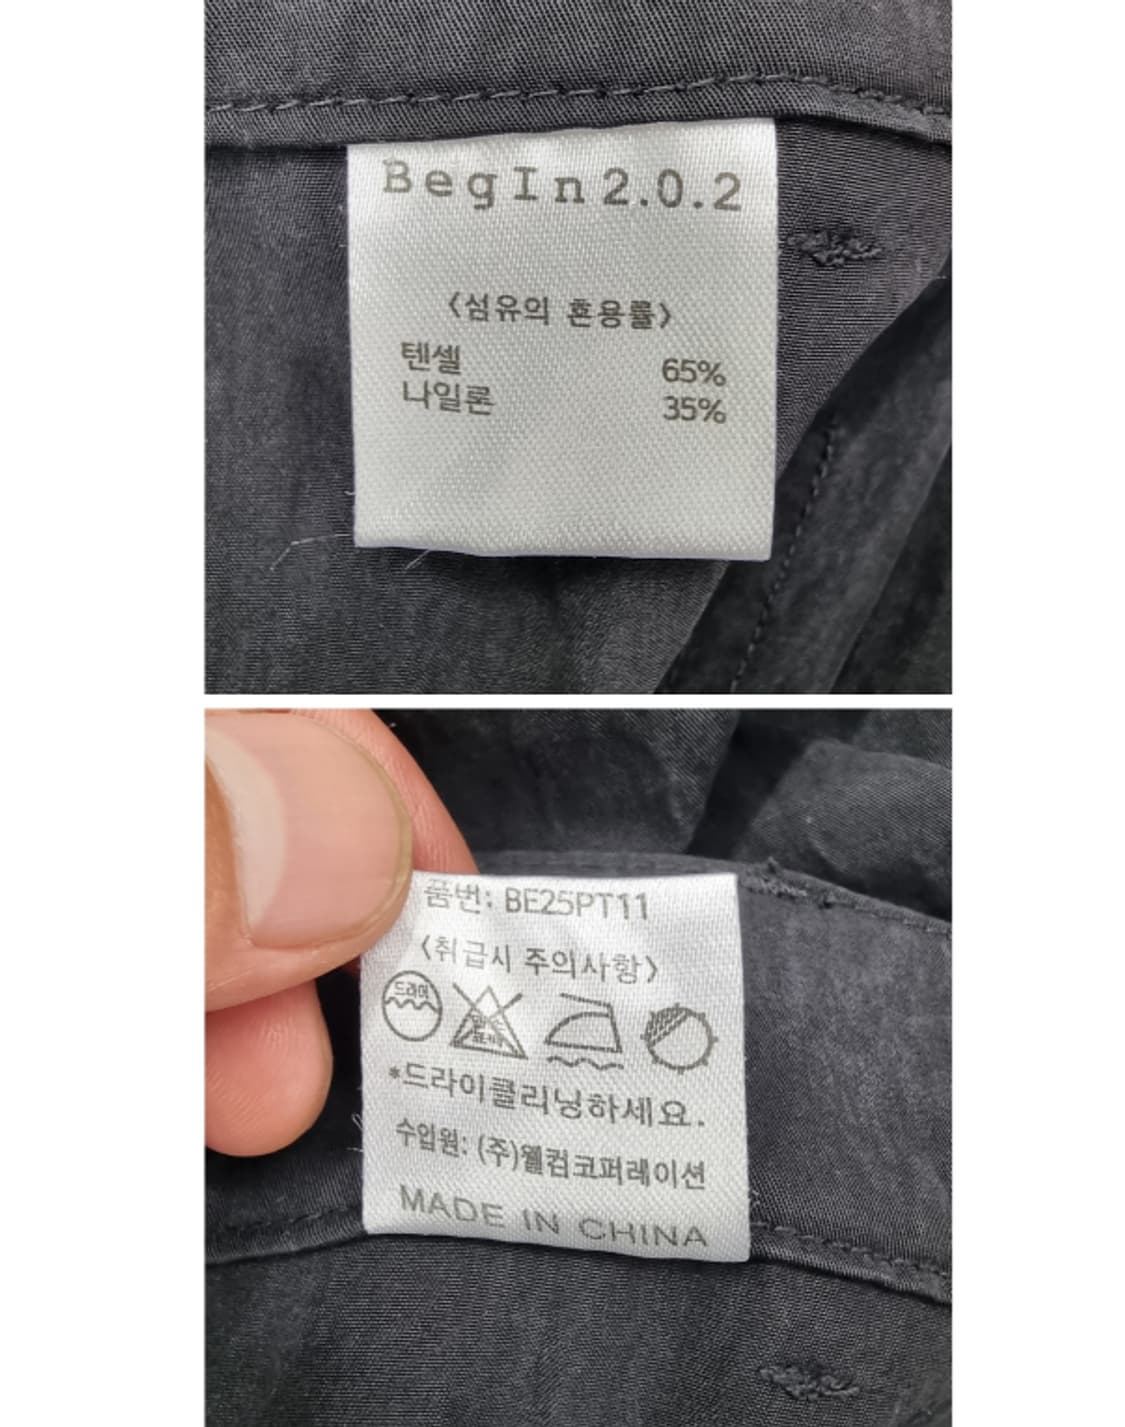 BegIn2.0.2
<섬유의 혼용률>
텐셀 65%
나일론 35%
품번: BE25PT11
<취급시 주의사항>
드라이
*드라이클리닝하세요.
수입원: (주)웰컴코퍼레이션
MADE IN CHINA